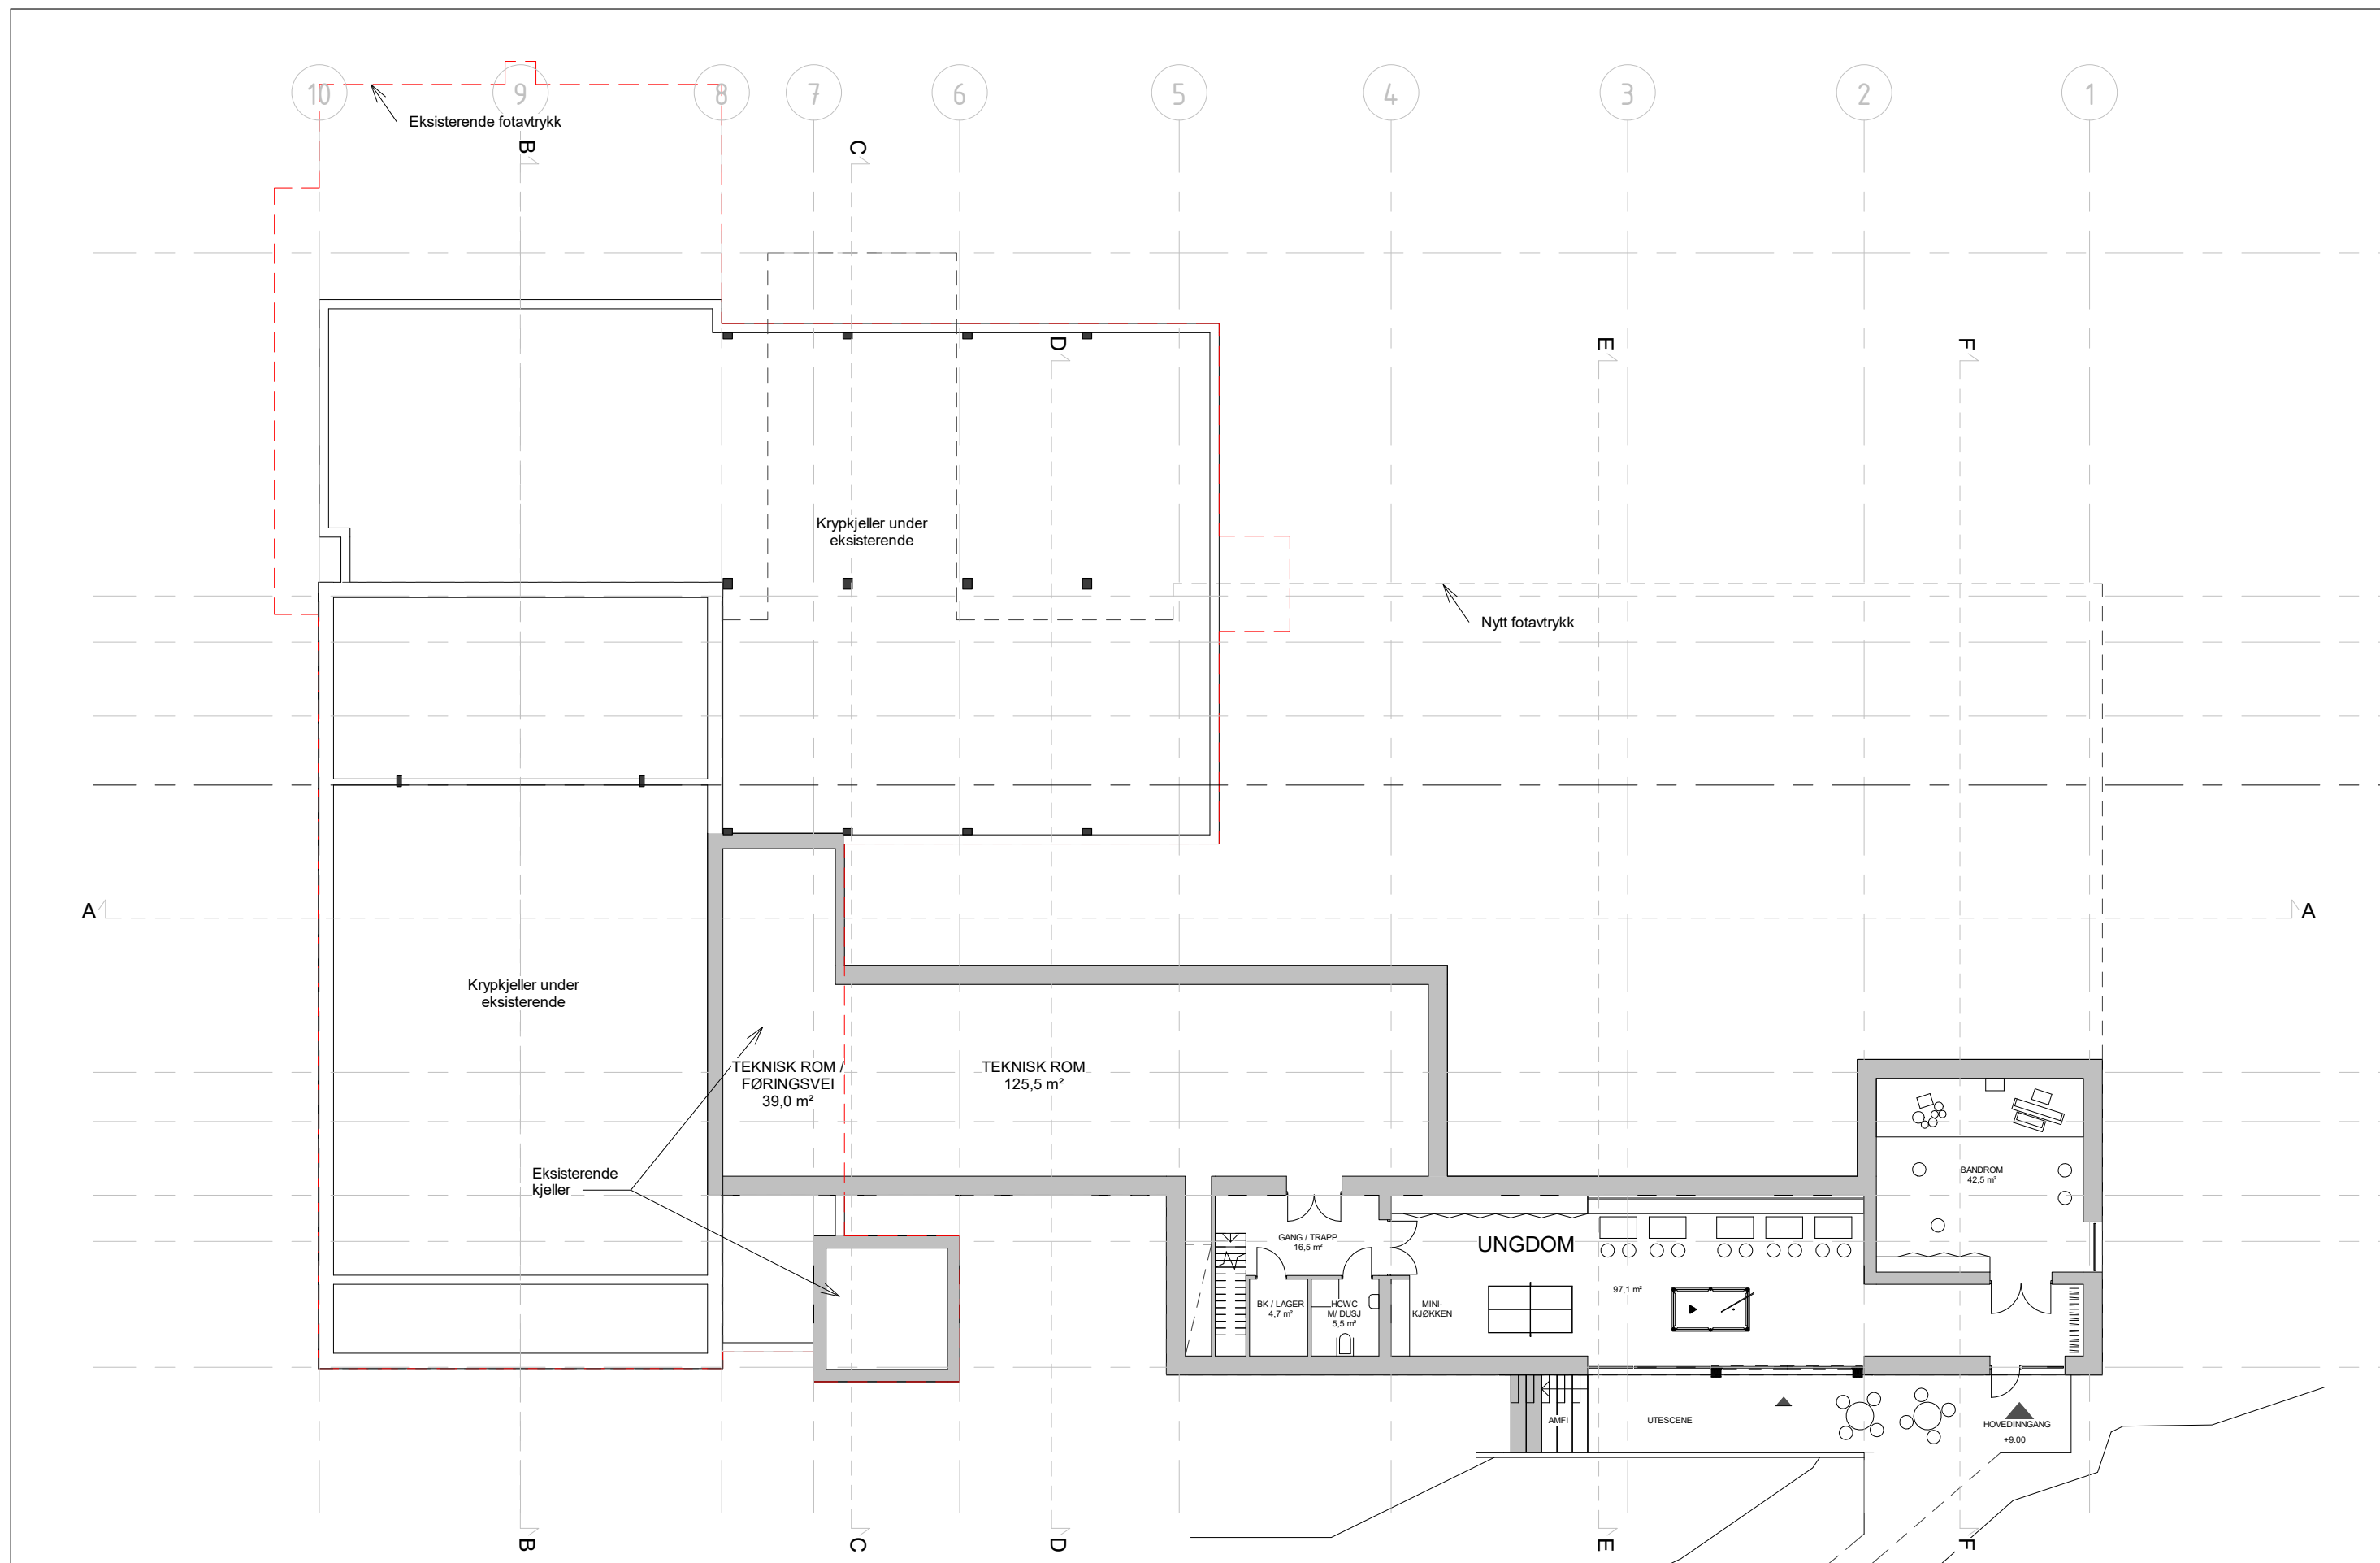 10 9 8 7 6 5 4 3 2 1
Eksisterende fotavtrykk
B C
D E F
Krypkjeller under
eksisterende
Nytt fotavtrykk
A A
Krypkjeller under
eksisterende
TEKNISK ROM /
FØRINGSVEI
39,0 m²
TEKNISK ROM
125,5 m²
Eksisterende
kjeller
BANDROM
42,5 m²
GANG / TRAPP
16,5 m²
UNGDOM
97,1 m²
BK / LAGER
4,7 m²
HCWC
M/ DUSJ
5,5 m²
MINI-
KJØKKEN
AMFI
UTESCENE
HOVEDINNGANG
+9.00
B C D E F